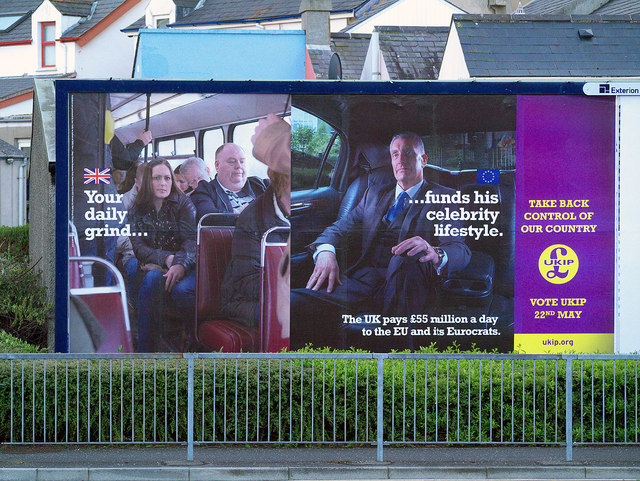 Exterion
Your
daily
grind...
...funds his
celebrity
lifestyle.
The UK pays £55 million a day
to the EU and its Eurocrats.
TAKE BACK
CONTROL OF
OUR COUNTRY
£
UKIP
VOTE UKIP
22ND MAY
ukip.org